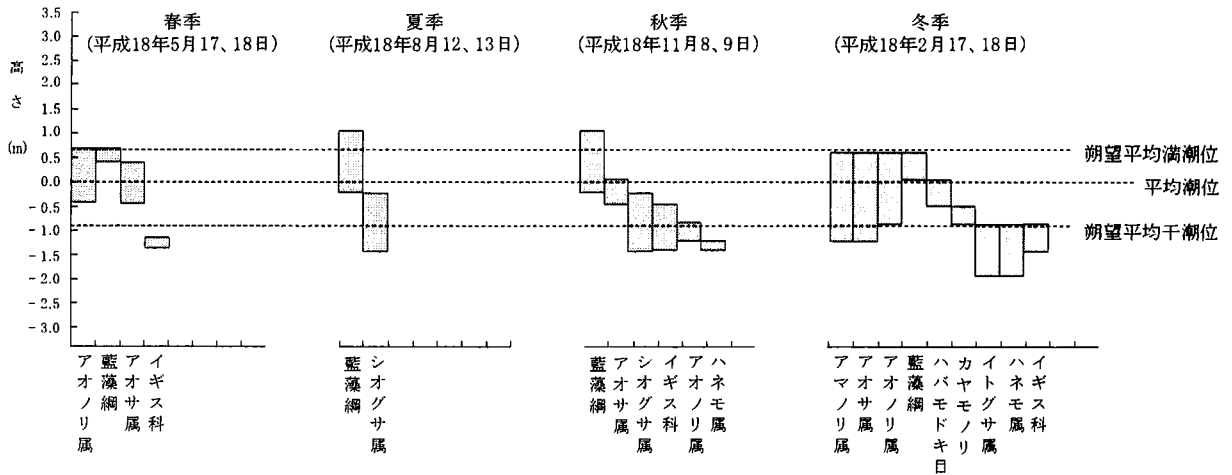 春季
(平成18年5月17、18日)
夏季
(平成18年8月12、13日)
秋季
(平成18年11月8、9日)
冬季
(平成18年2月17、18日)
高さ(m)
3.5
3.0
2.5
2.0
1.5
1.0
0.5
0.0
-0.5
-1.0
-1.5
-2.0
-2.5
-3.0
朔望平均満潮位
平均潮位
朔望平均干潮位
アオノリ属
藍藻綱
アオサ属
イギス科
藍藻綱
シオグサ属
藍藻綱
アオサ属
シオグサ属
イギス科
アオノリ属
ハネモ属
アマノリ属
アオサ属
アオノリ属
藍藻綱
ハバモドキ目
カヤモノリ
イトグサ属
ハネモ属
イギス科